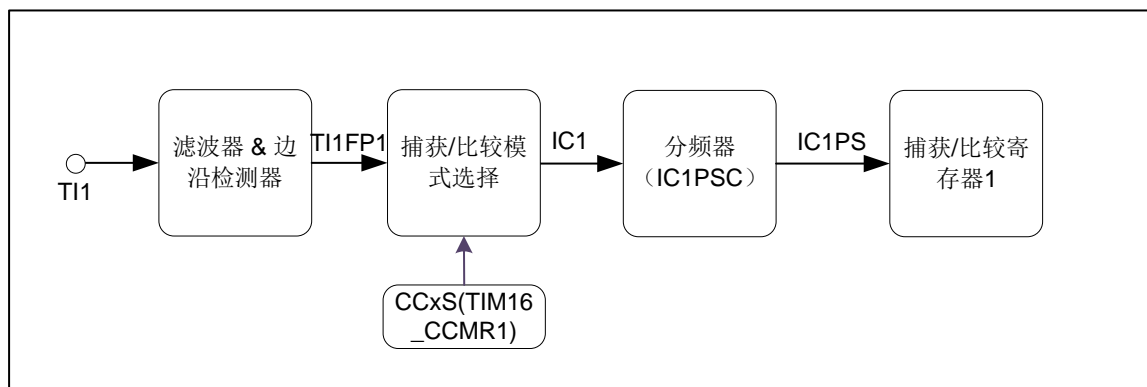 TI1
滤波器 & 边
沿检测器
TI1FP1
捕获/比较模
式选择
IC1
分频器
（IC1PSC）
IC1PS
捕获/比较寄
存器1
CCxS(TIM16
_CCMR1)